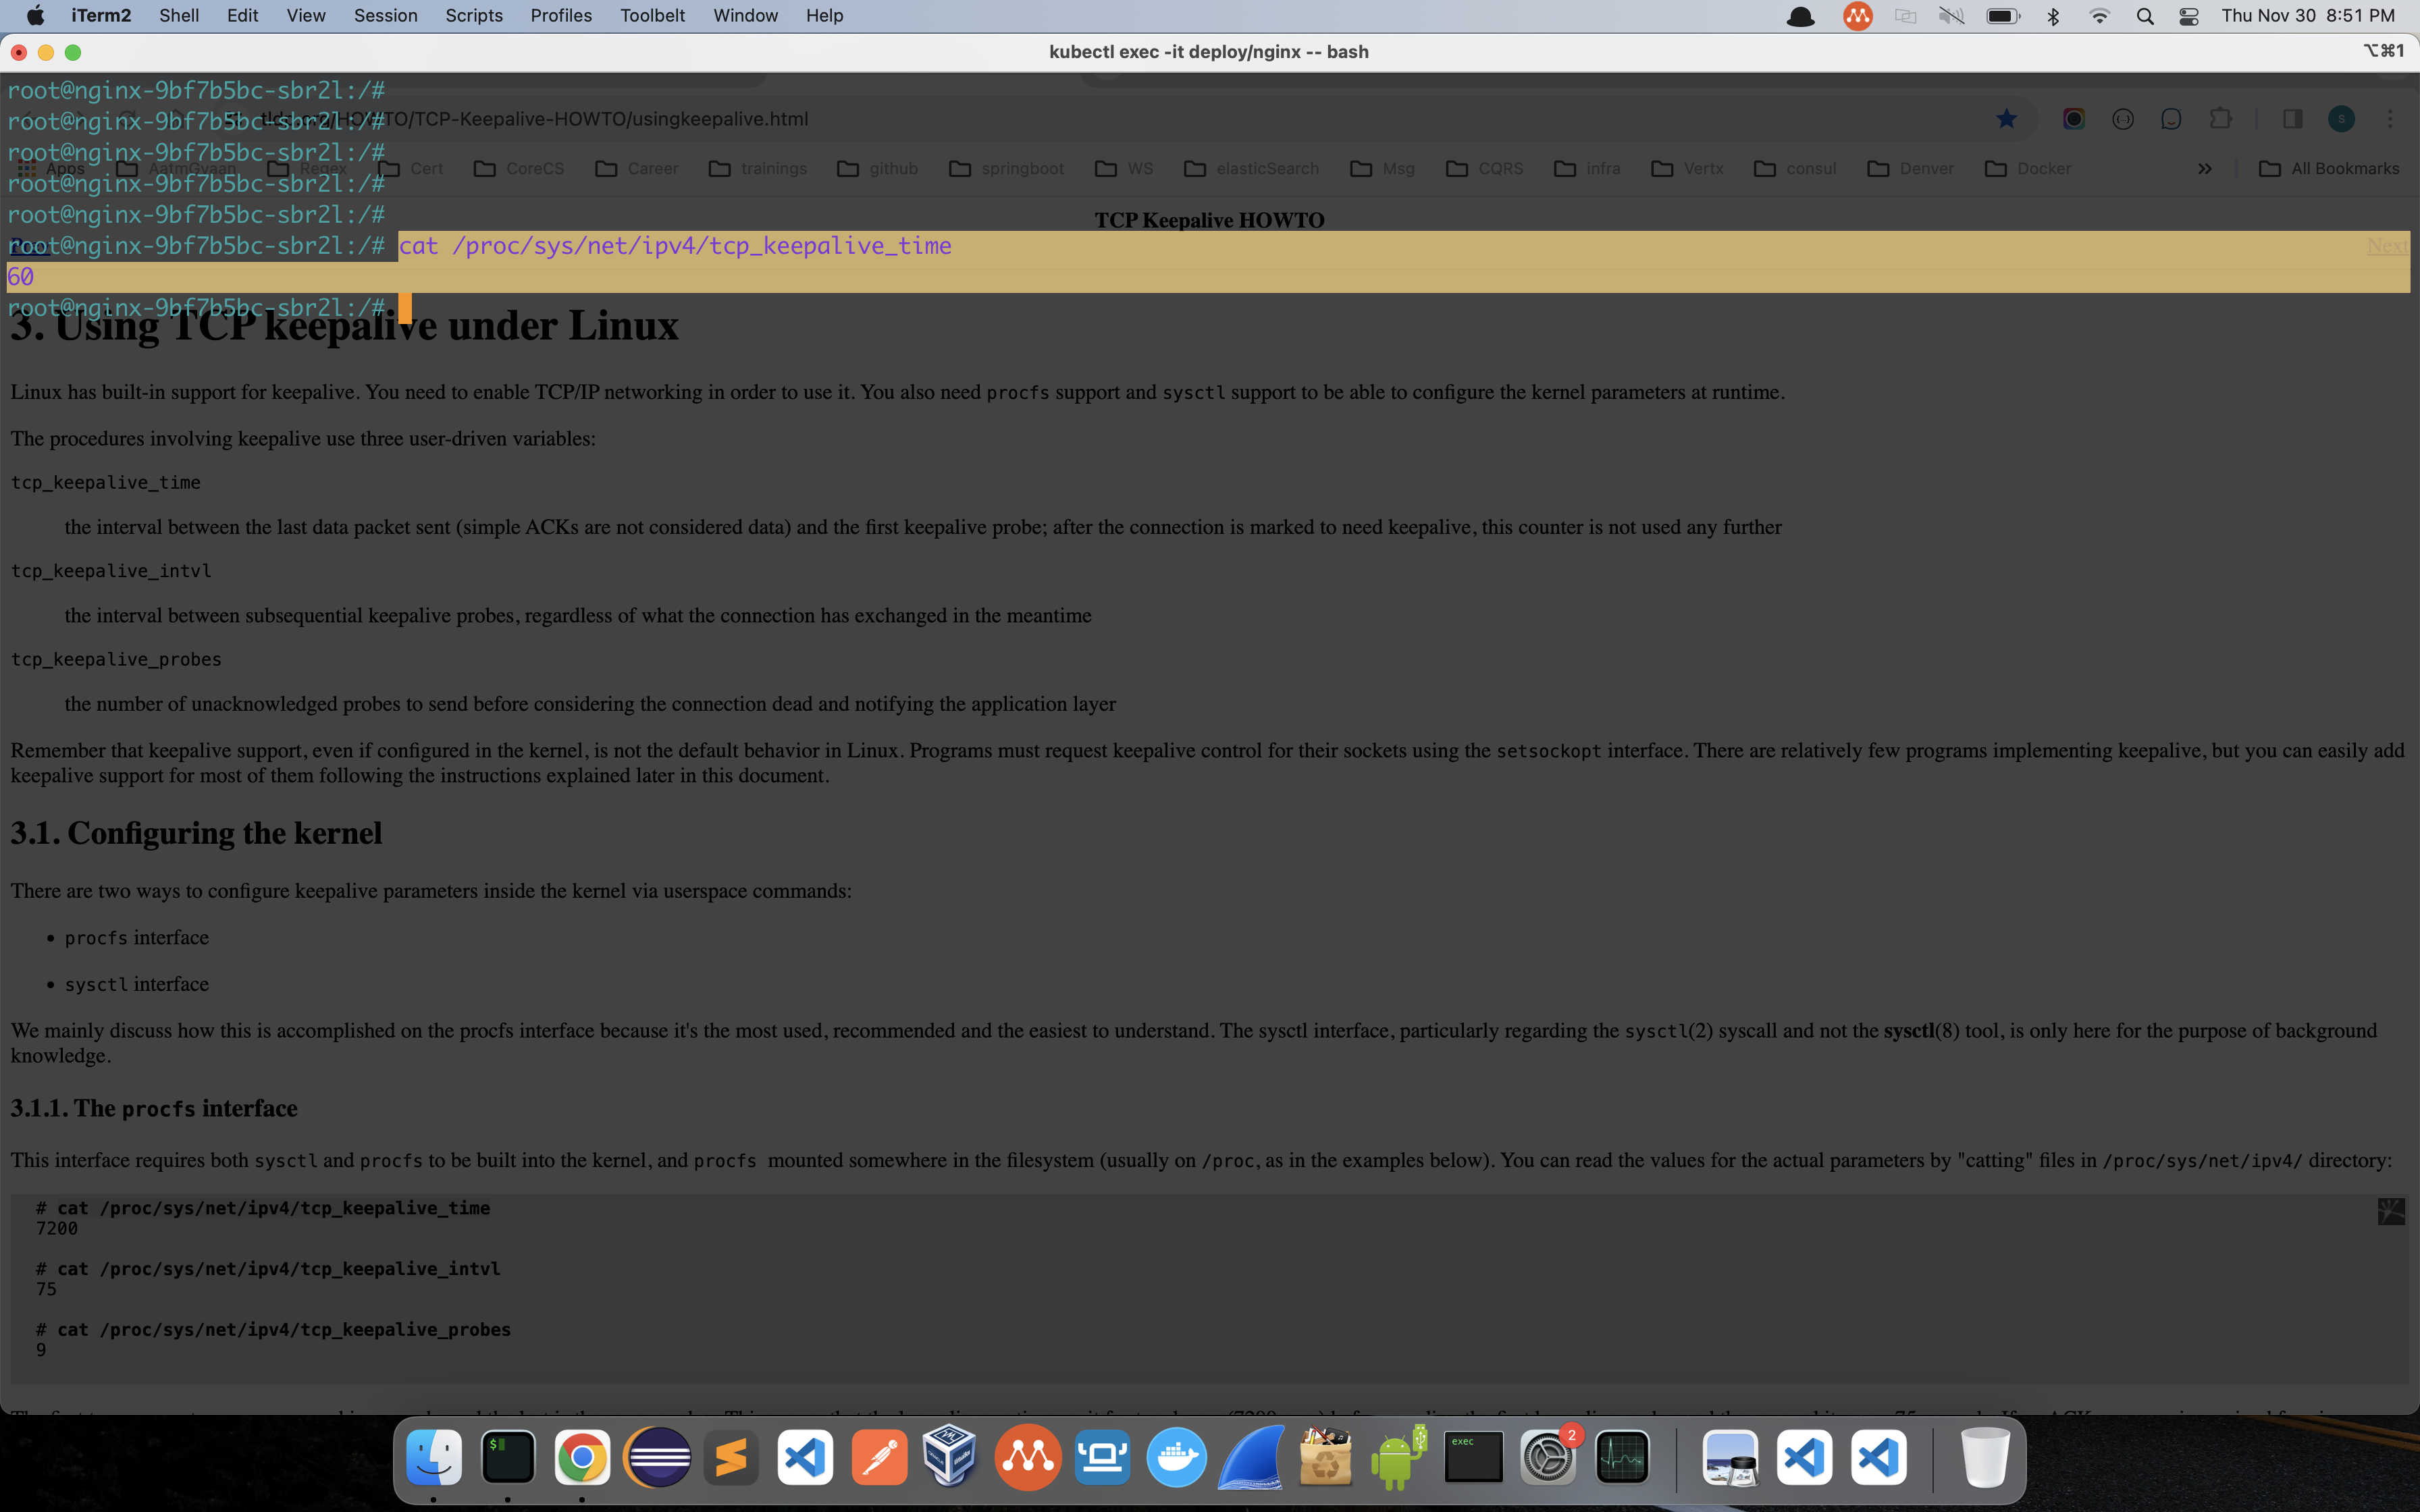 iTerm2 Shell Edit View Session Scripts Profiles Toolbelt Window Help Thu Nov 30 8:51 PM
kubectl exec -it deploy/nginx -- bash ⌥⌘1
root@nginx-9bf7b5bc-sbr2l:/#
root@nginx-9bf7b5bc-sbr2l:/#
/HOWTO/TCP-Keepalive-HOWTO/usingkeepalive.html
root@nginx-9bf7b5bc-sbr2l:/#
Apps AatmGyaan Regex Cert CoreCS Career trainings github springboot WS elasticSearch Msg CQRS infra Vertx consul Denver Docker » All Bookmarks
root@nginx-9bf7b5bc-sbr2l:/#
root@nginx-9bf7b5bc-sbr2l:/#
TCP Keepalive HOWTO
root@nginx-9bf7b5bc-sbr2l:/# cat /proc/sys/net/ipv4/tcp_keepalive_time
Next
60
root@nginx-9bf7b5bc-sbr2l:/#
3. Using TCP keepalive under Linux
Linux has built-in support for keepalive. You need to enable TCP/IP networking in order to use it. You also need procfs support and sysctl support to be able to configure the kernel parameters at runtime.
The procedures involving keepalive use three user-driven variables:
tcp_keepalive_time
the interval between the last data packet sent (simple ACKs are not considered data) and the first keepalive probe; after the connection is marked to need keepalive, this counter is not used any further
tcp_keepalive_intvl
the interval between subsequential keepalive probes, regardless of what the connection has exchanged in the meantime
tcp_keepalive_probes
the number of unacknowledged probes to send before considering the connection dead and notifying the application layer
Remember that keepalive support, even if configured in the kernel, is not the default behavior in Linux. Programs must request keepalive control for their sockets using the setsockopt interface. There are relatively few programs implementing keepalive, but you can easily add
keepalive support for most of them following the instructions explained later in this document.
3.1. Configuring the kernel
There are two ways to configure keepalive parameters inside the kernel via userspace commands:
• procfs interface
• sysctl interface
We mainly discuss how this is accomplished on the procfs interface because it's the most used, recommended and the easiest to understand. The sysctl interface, particularly regarding the sysctl(2) syscall and not the sysctl(8) tool, is only here for the purpose of background
knowledge.
3.1.1. The procfs interface
This interface requires both sysctl and procfs to be built into the kernel, and procfs mounted somewhere in the filesystem (usually on /proc, as in the examples below). You can read the values for the actual parameters by "catting" files in /proc/sys/net/ipv4/ directory:
# cat /proc/sys/net/ipv4/tcp_keepalive_time
7200
# cat /proc/sys/net/ipv4/tcp_keepalive_intvl
75
# cat /proc/sys/net/ipv4/tcp_keepalive_probes
9
$
exec
2